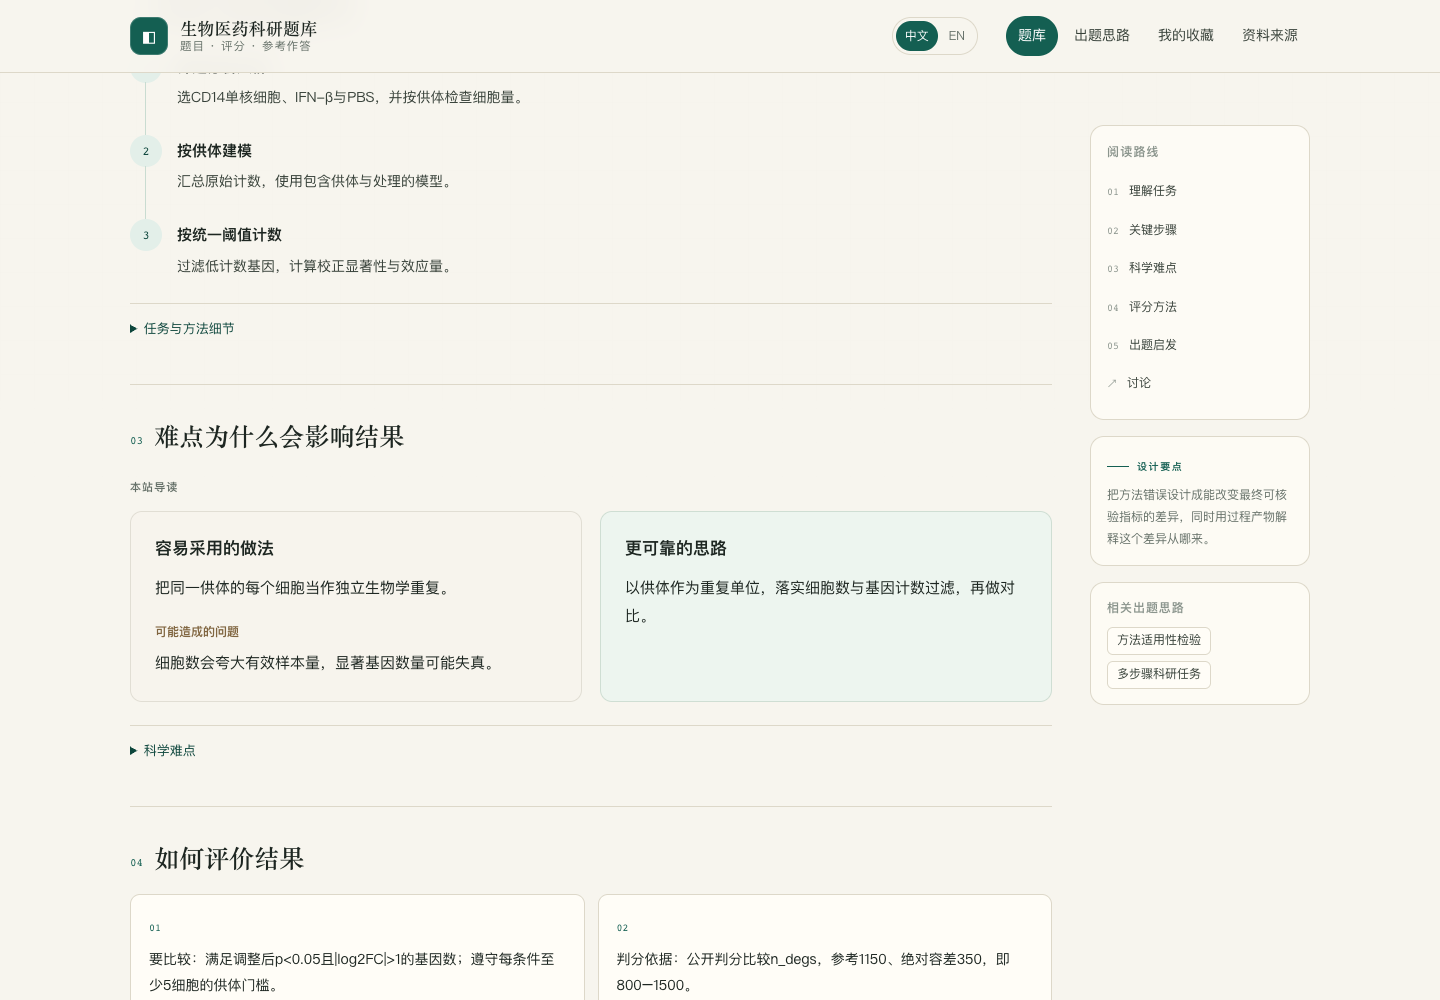 生物医药科研题库
题目 · 评分 · 参考作答
中文 EN
题库 出题思路 我的收藏 资料来源
选CD14单核细胞、IFN-β与PBS，并按供体检查细胞量。
2 按供体建模
汇总原始计数，使用包含供体与处理的模型。
3 按统一阈值计数
过滤低计数基因，计算校正显著性与效应量。
▶ 任务与方法细节
03 难点为什么会影响结果
本站导读
容易采用的做法
把同一供体的每个细胞当作独立生物学重复。
可能造成的问题
细胞数会夸大有效样本量，显著基因数量可能失真。
更可靠的思路
以供体作为重复单位，落实细胞数与基因计数过滤，再做对
比。
▶ 科学难点
04 如何评价结果
01
要比较：满足调整后p<0.05且|log2FC|>1的基因数；遵守每条件至
少5细胞的供体门槛。
02
判分依据：公开判分比较n_degs，参考1150、绝对容差350，即
800—1500。
阅读路线
01 理解任务
02 关键步骤
03 科学难点
04 评分方法
05 出题启发
↗ 讨论
设计要点
把方法错误设计成能改变最终可核
验指标的差异，同时用过程产物解
释这个差异从哪来。
相关出题思路
方法适用性检验
多步骤科研任务